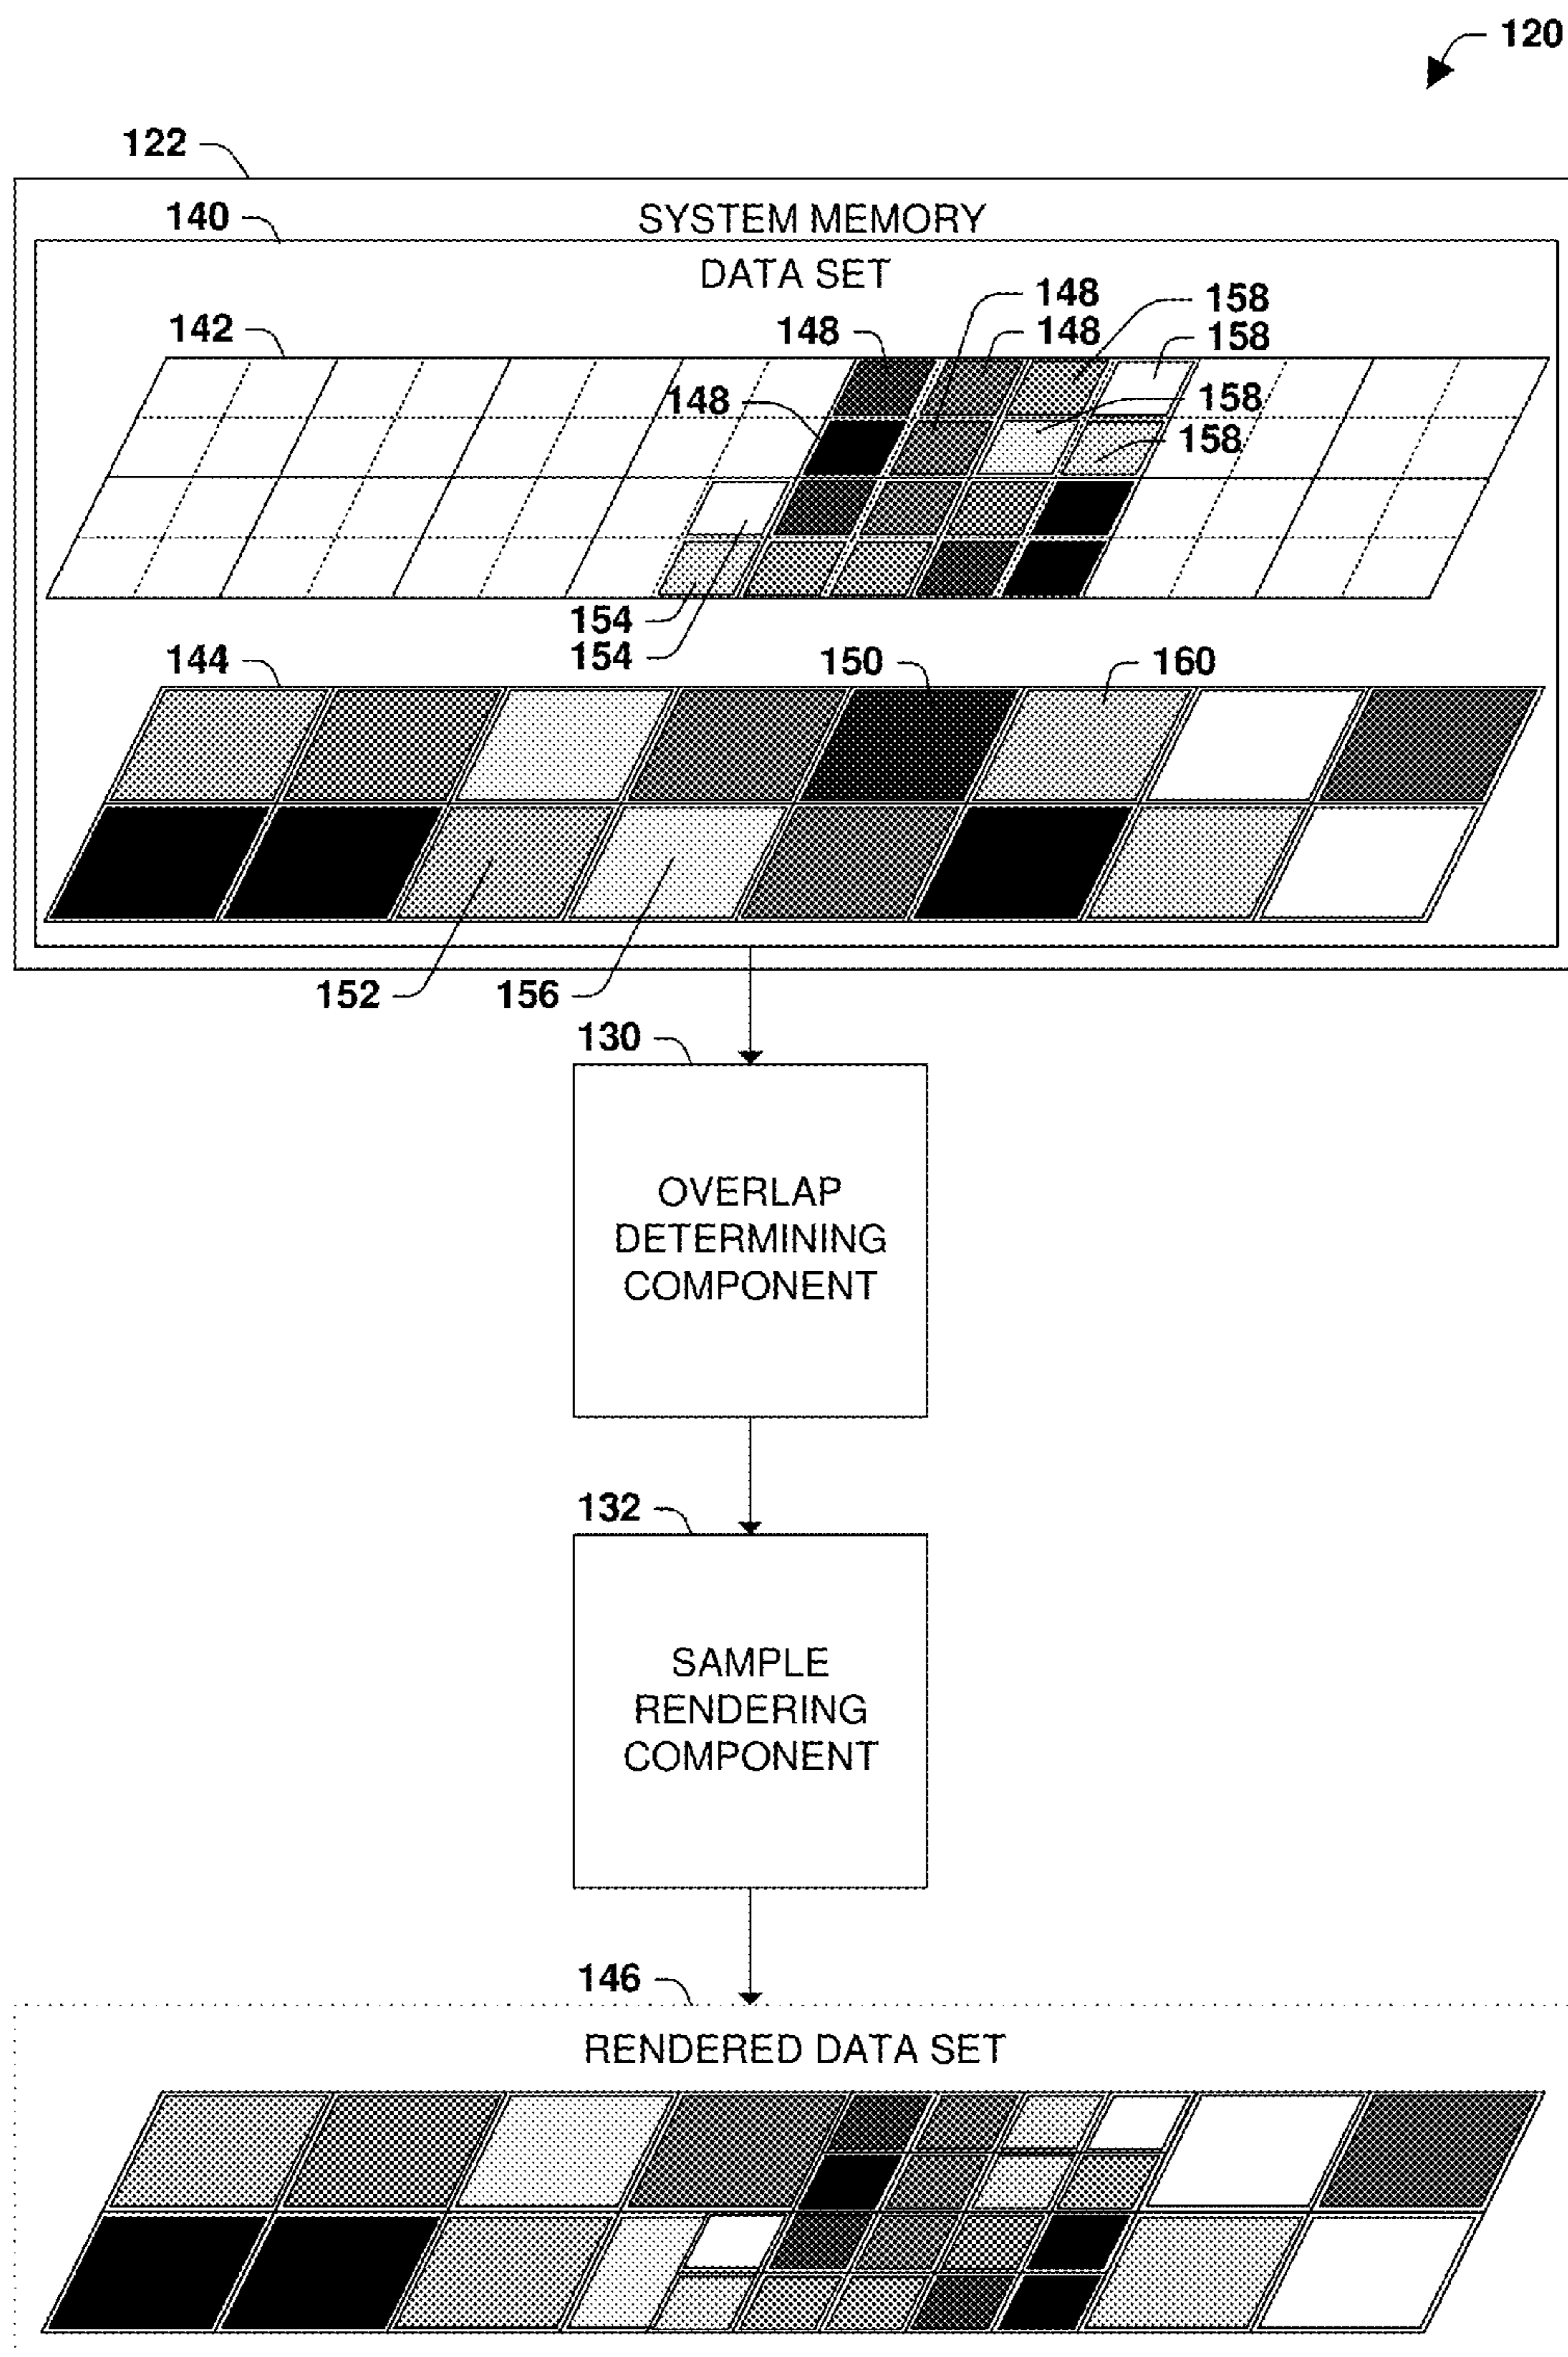 120
122
SYSTEM MEMORY
140
DATA SET
148
158
142
148
148
158
148
158
158
154
154
144
150
160
152
156
130
OVERLAP
DETERMINING
COMPONENT
132
SAMPLE
RENDERING
COMPONENT
146
RENDERED DATA SET